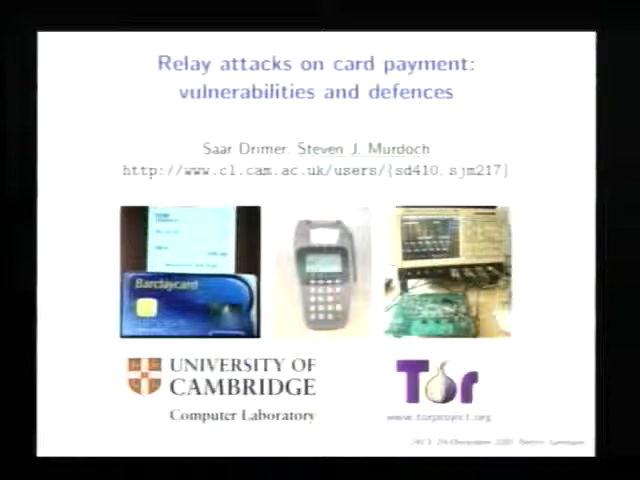 Relay attacks on card payment:
vulnerabilities and defences
Saar Drimer, Steven J. Murdoch
http://www.cl.cam.ac.uk/users/{sd410,sjm217}
Barclaycard
UNIVERSITY OF
CAMBRIDGE
Computer Laboratory
Tor
www.torproject.org